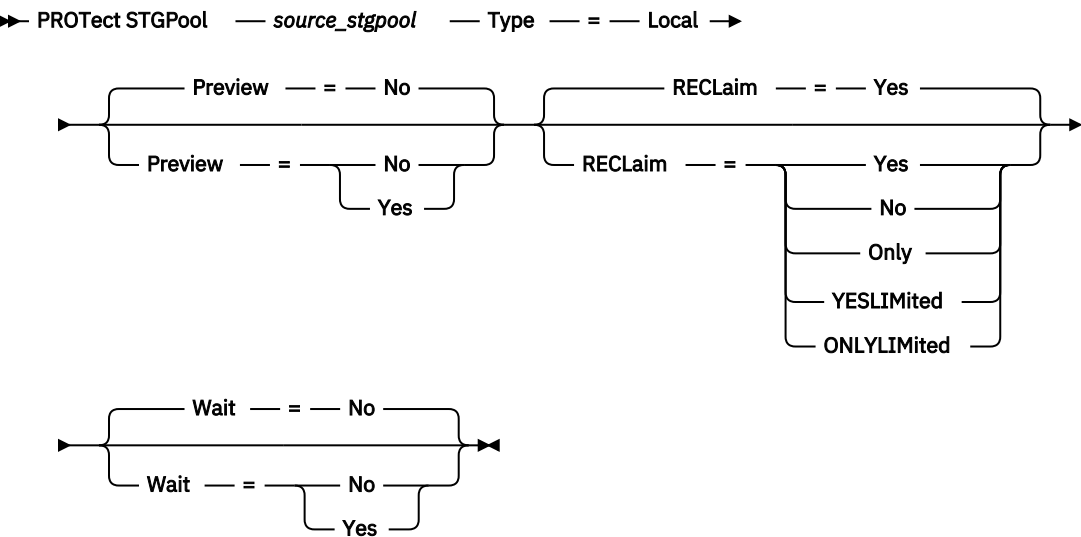 PROTect STGPool source_stgpool Type = Local
Preview = No RECLaim = Yes
Preview = No RECLaim = Yes
Yes No
Only
YESLIMited
ONLYLIMited
Wait = No
Wait = No
Yes